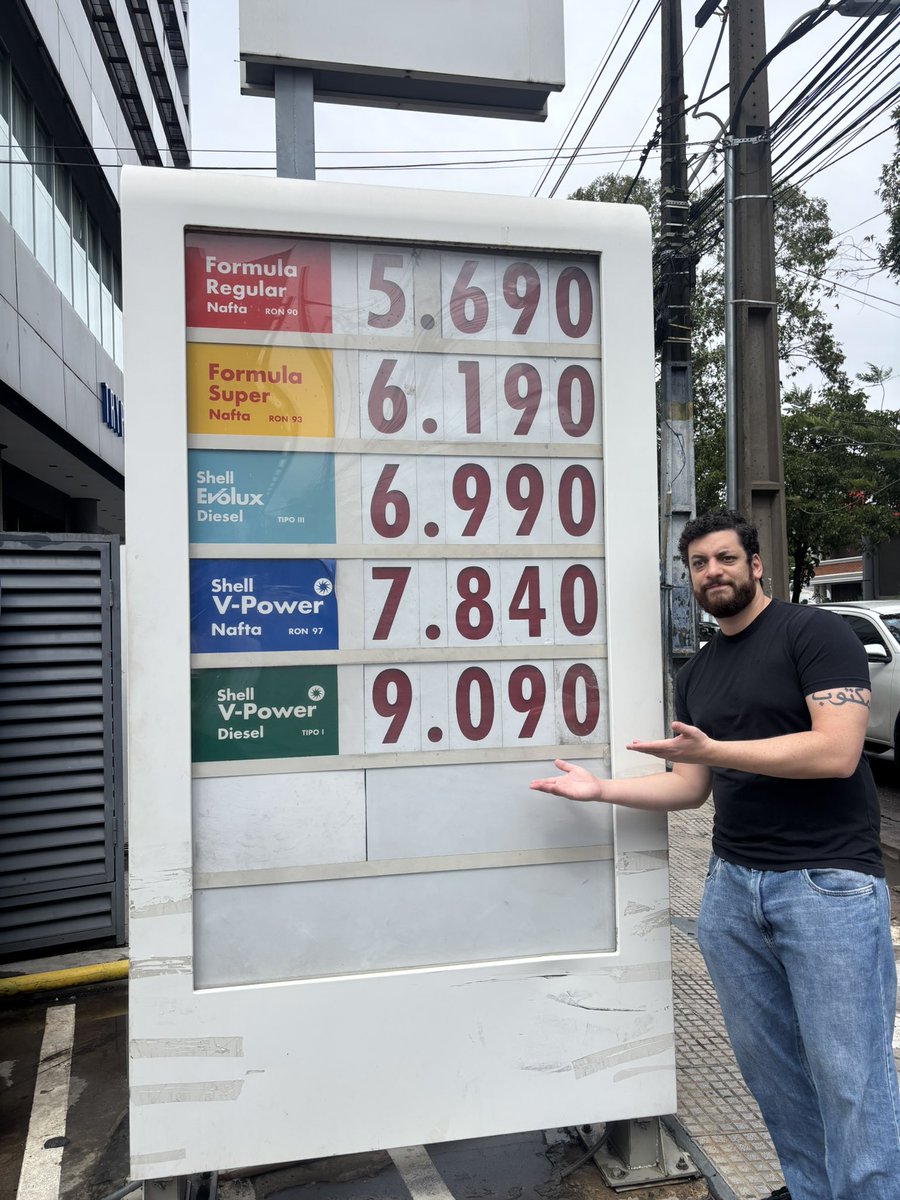 Formula
Regular
Nafta RON 90
5.690
Formula
Super
Nafta RON 93
6.190
Shell
Evolux
Diesel TIPO III
6.990
Shell
V-Power
Nafta RON 97
7.840
Shell
V-Power
Diesel TIPO I
9.090
مكتوب